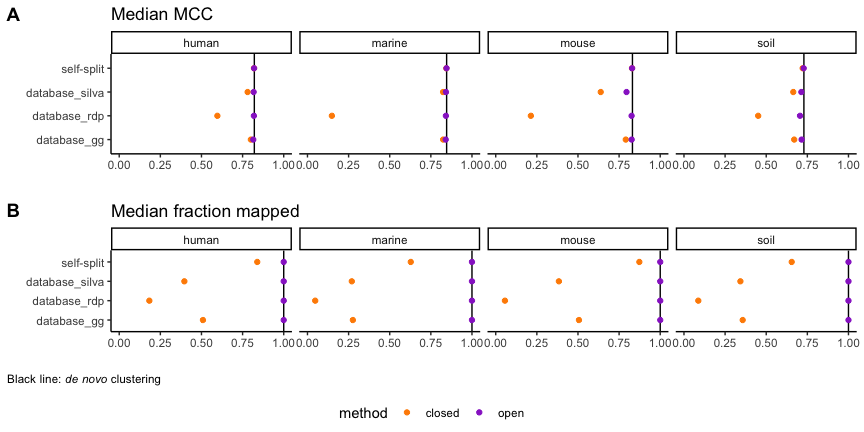 A
Median MCC
human marine mouse soil
self-split
database_silva
database_rdp
database_gg
0.00 0.25 0.50 0.75 1.00 0.00 0.25 0.50 0.75 1.00 0.00 0.25 0.50 0.75 1.00 0.00 0.25 0.50 0.75 1.00
B
Median fraction mapped
human marine mouse soil
self-split
database_silva
database_rdp
database_gg
0.00 0.25 0.50 0.75 1.00 0.00 0.25 0.50 0.75 1.00 0.00 0.25 0.50 0.75 1.00 0.00 0.25 0.50 0.75 1.00
Black line: de novo clustering
method closed open